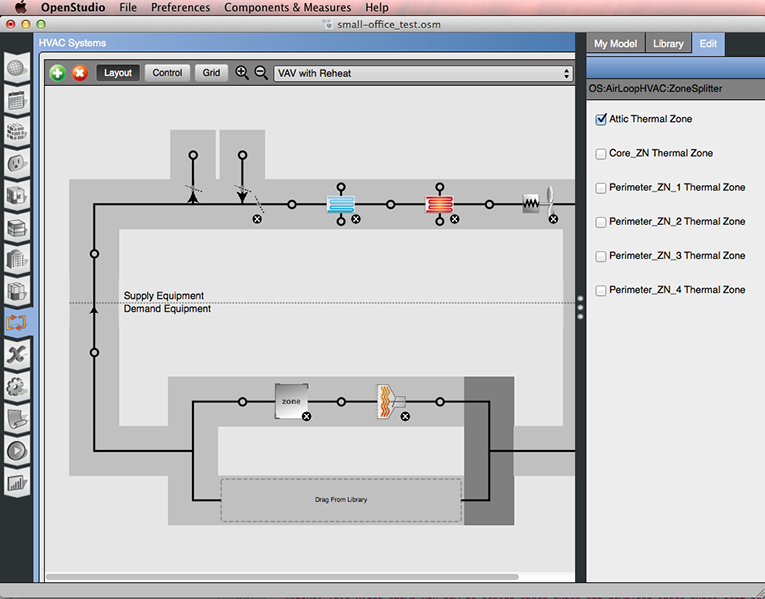 OpenStudio File Preferences Components & Measures Help
small-office_test.osm
HVAC Systems
My Model Library Edit
Layout Control Grid VAV with Reheat
OS:AirLoopHVAC:ZoneSplitter
Attic Thermal Zone
Core_ZN Thermal Zone
Perimeter_ZN_1 Thermal Zone
Perimeter_ZN_2 Thermal Zone
Perimeter_ZN_3 Thermal Zone
Perimeter_ZN_4 Thermal Zone
Supply Equipment
Demand Equipment
zone
Drag From Library